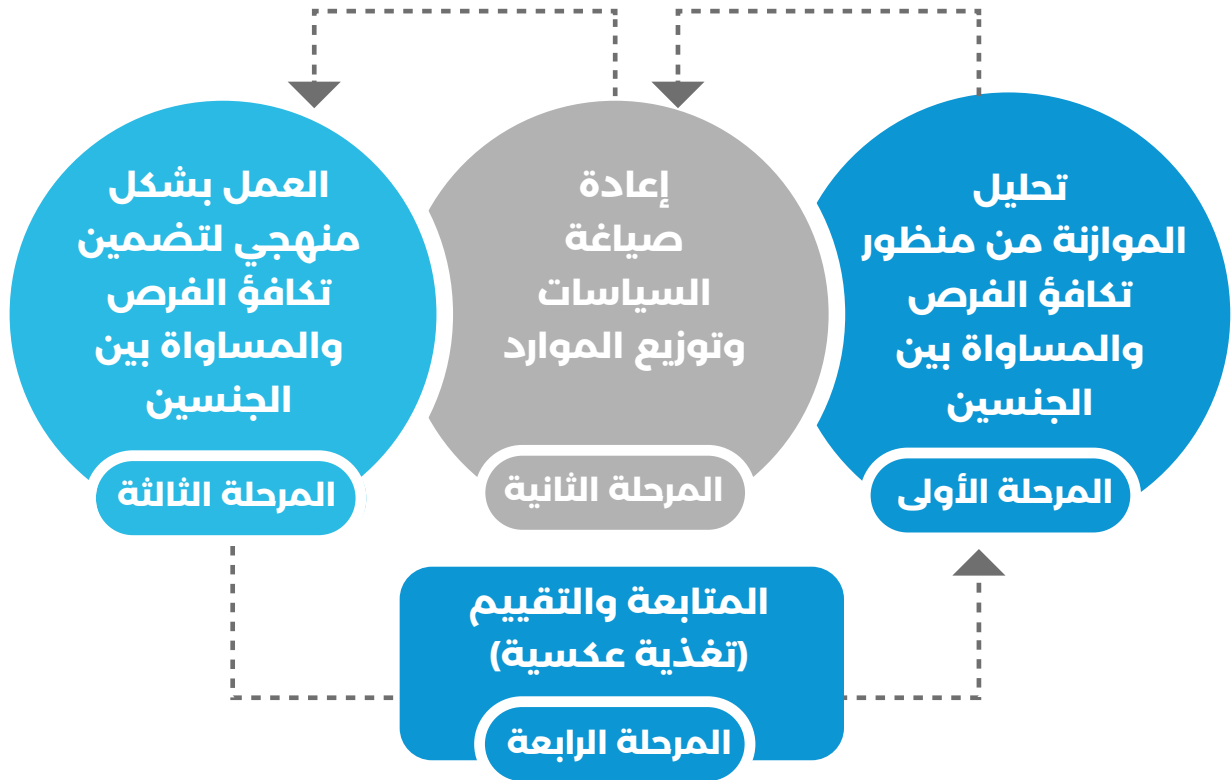 تحليل
الموازنة من منظور
تكافؤ الفرص
والمساواة بين
الجنسين
المرحلة الأولى
إعادة
صياغة
السياسات
وتوزيع الموارد
المرحلة الثانية
العمل بشكل
منهجي لتضمين
تكافؤ الفرص
والمساواة بين
الجنسين
المرحلة الثالثة
المتابعة والتقييم
(تغذية عكسية)
المرحلة الرابعة